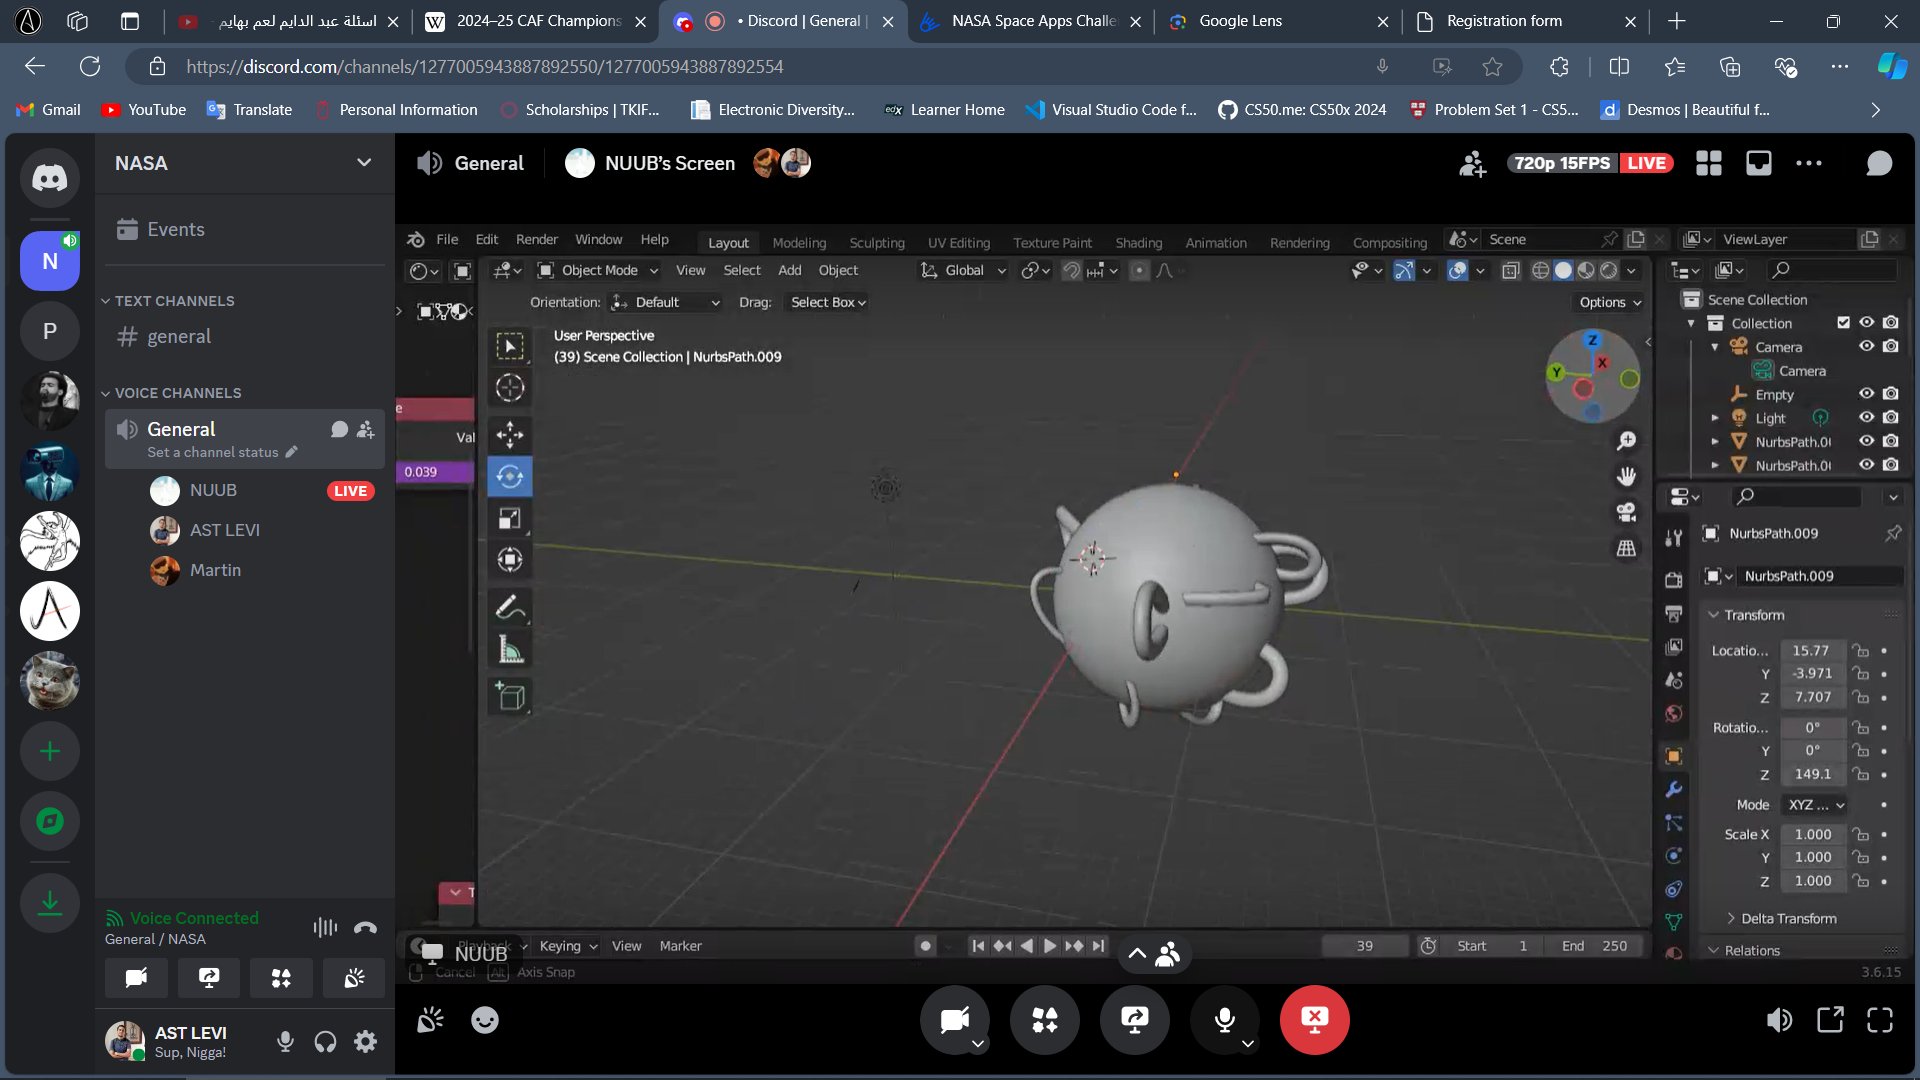 اسئلة عبد الدايم لعم بهايم -
2024–25 CAF Champions
• Discord | General |
NASA Space Apps Challe
Google Lens
Registration form
https://discord.com/channels/1277005943887892550/1277005943887892554
Gmail
YouTube
Translate
Personal Information
Scholarships | TKIF...
Electronic Diversity...
edx
Learner Home
Visual Studio Code f...
CS50.me: CS50x 2024
Problem Set 1 - CS5...
Desmos | Beautiful f...
NASA
General
NUUB's Screen
720p 15FPS LIVE
Events
N
P
TEXT CHANNELS
general
VOICE CHANNELS
General
Set a channel status
NUUB
LIVE
AST LEVI
Martin
File Edit Render Window Help
Layout Modeling Sculpting UV Editing Texture Paint Shading Animation Rendering Compositing
Scene
ViewLayer
Object Mode
View Select Add Object
Global
Orientation: Default
Drag: Select Box
Options
User Perspective
(39) Scene Collection | NurbsPath.009
Z
X
Y
e
Val
0.039
Scene Collection
Collection
Camera
Camera
Empty
Light
NurbsPath.0
NurbsPath.0
NurbsPath.009
NurbsPath.009
Transform
Locatio... 15.77
Y -3.971
Z 7.707
Rotatio... 0°
Y 0°
Z 149.1
Mode XYZ ...
Scale X 1.000
Y 1.000
Z 1.000
Delta Transform
Relations
Playback Keying View Marker
39
Start 1
End 250
NUUB
Cancel Alt Axis Snap
3.6.15
Voice Connected
General / NASA
AST LEVI
Sup, Nigga!